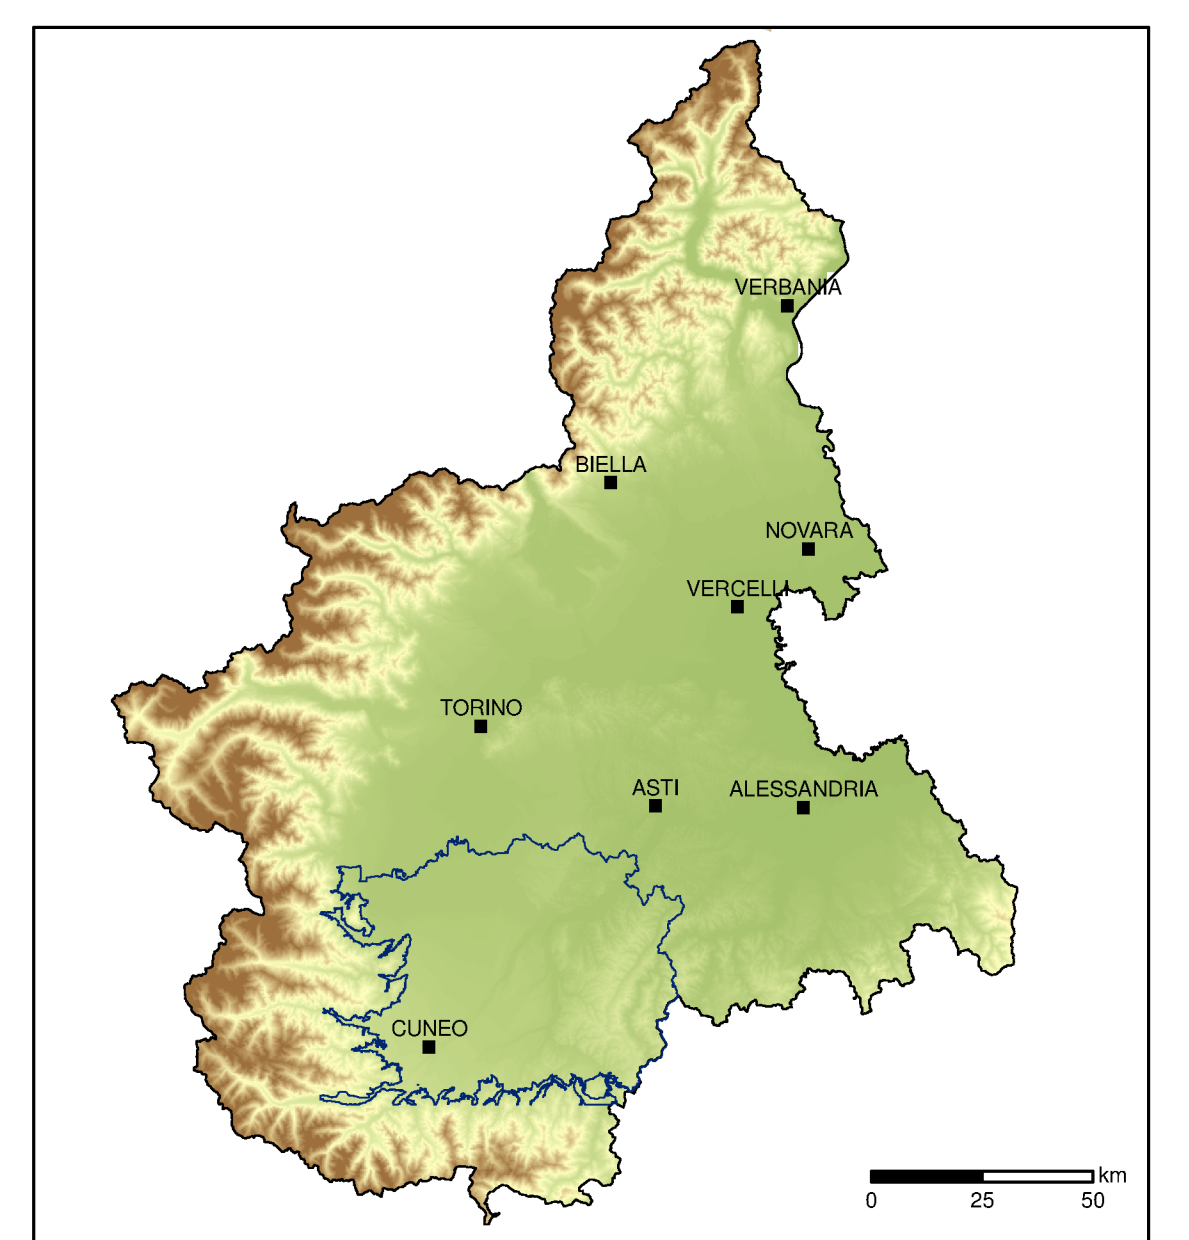 VERBANIA
BIELLA
NOVARA
VERCELLI
TORINO
ASTI
ALESSANDRIA
CUNEO
km
0 25 50